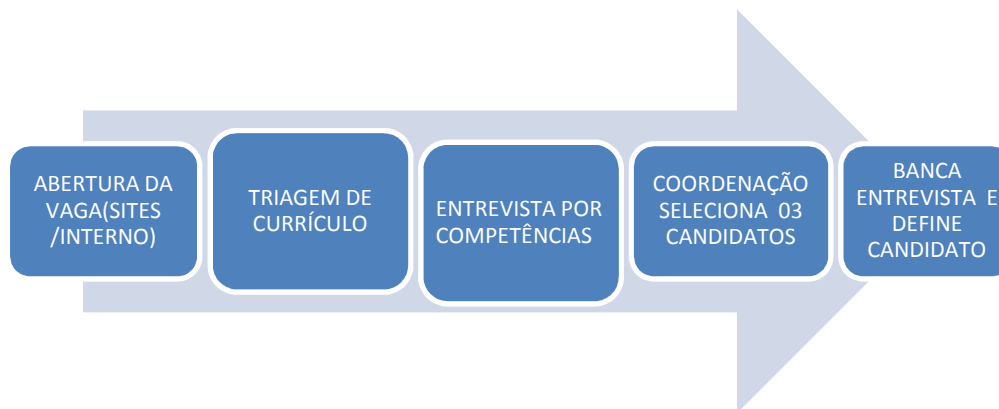 ABERTURA DA
VAGA(SITES
/INTERNO)
TRIAGEM DE
CURRÍCULO
ENTREVISTA POR
COMPETÊNCIAS
COORDENAÇÃO
SELECIONA 03
CANDIDATOS
BANCA
ENTREVISTA E
DEFINE
CANDIDATO